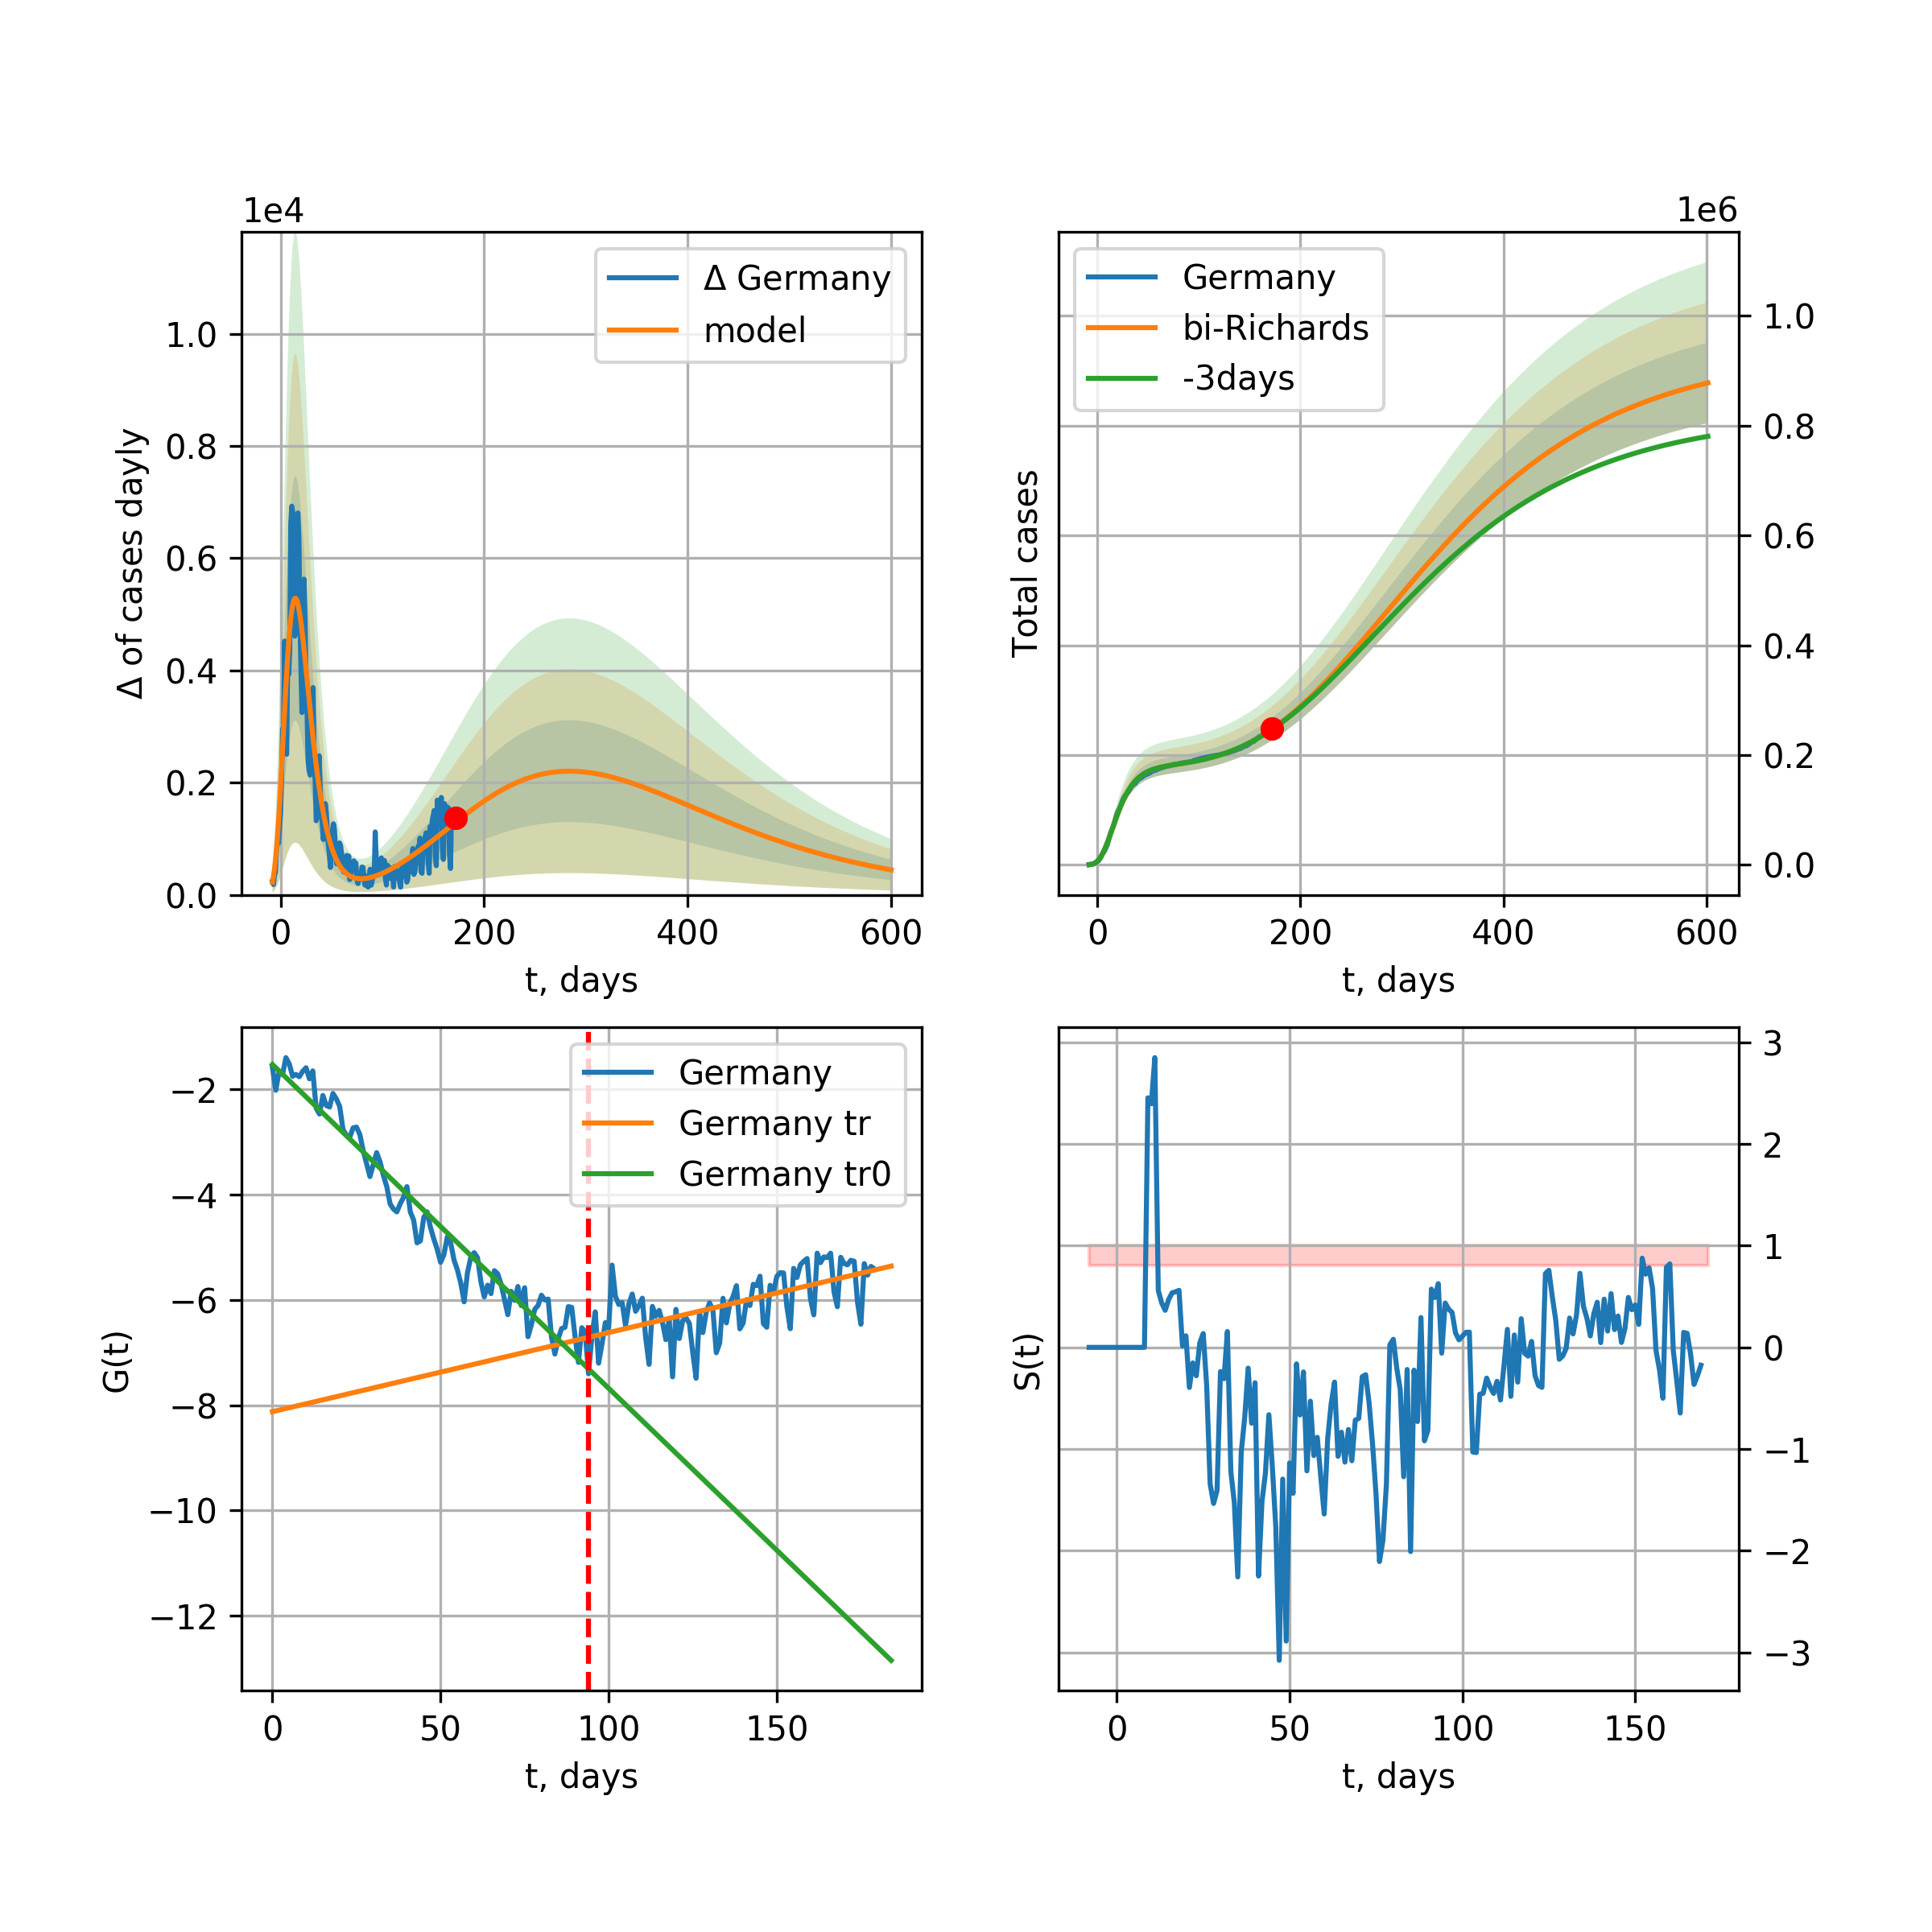 1e4
Δ Germany
model
1.0
0.8
0.6
0.4
0.2
0.0
Δ of cases dayly
0 200 400 600
t, days
1e6
Germany
bi-Richards
-3days
1.0
0.8
0.6
0.4
0.2
0.0
Total cases
0 200 400 600
t, days
Germany
Germany tr
Germany tr0
−2
−4
−6
−8
−10
−12
G(t)
0 50 100 150
t, days
3
2
1
0
−1
−2
−3
S(t)
0 50 100 150
t, days